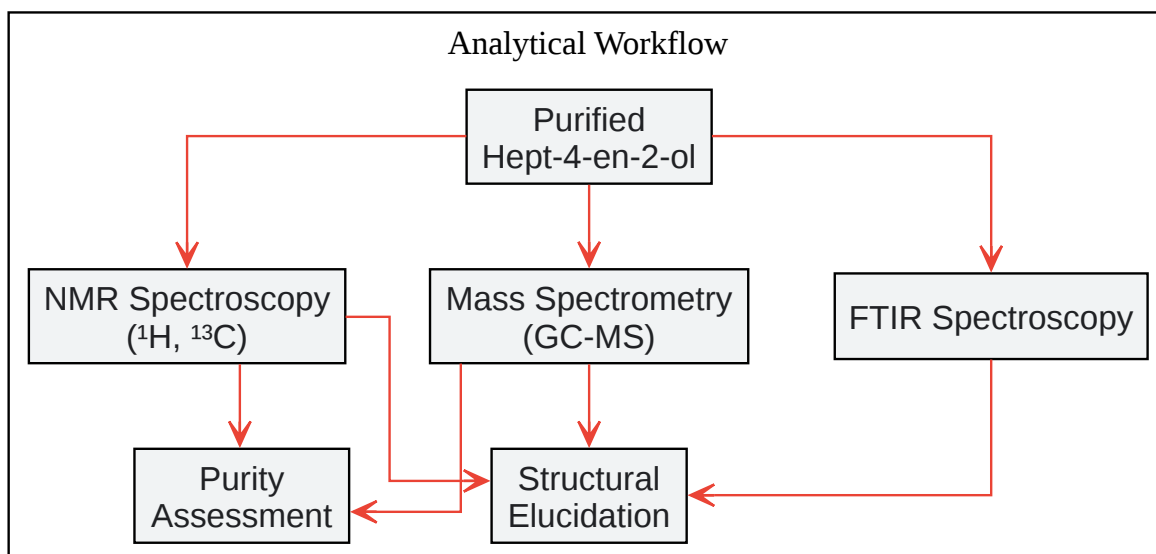 Analytical Workflow
Purified
Hept-4-en-2-ol
NMR Spectroscopy
(¹H, ¹³C)
Mass Spectrometry
(GC-MS)
FTIR Spectroscopy
Purity
Assessment
Structural
Elucidation